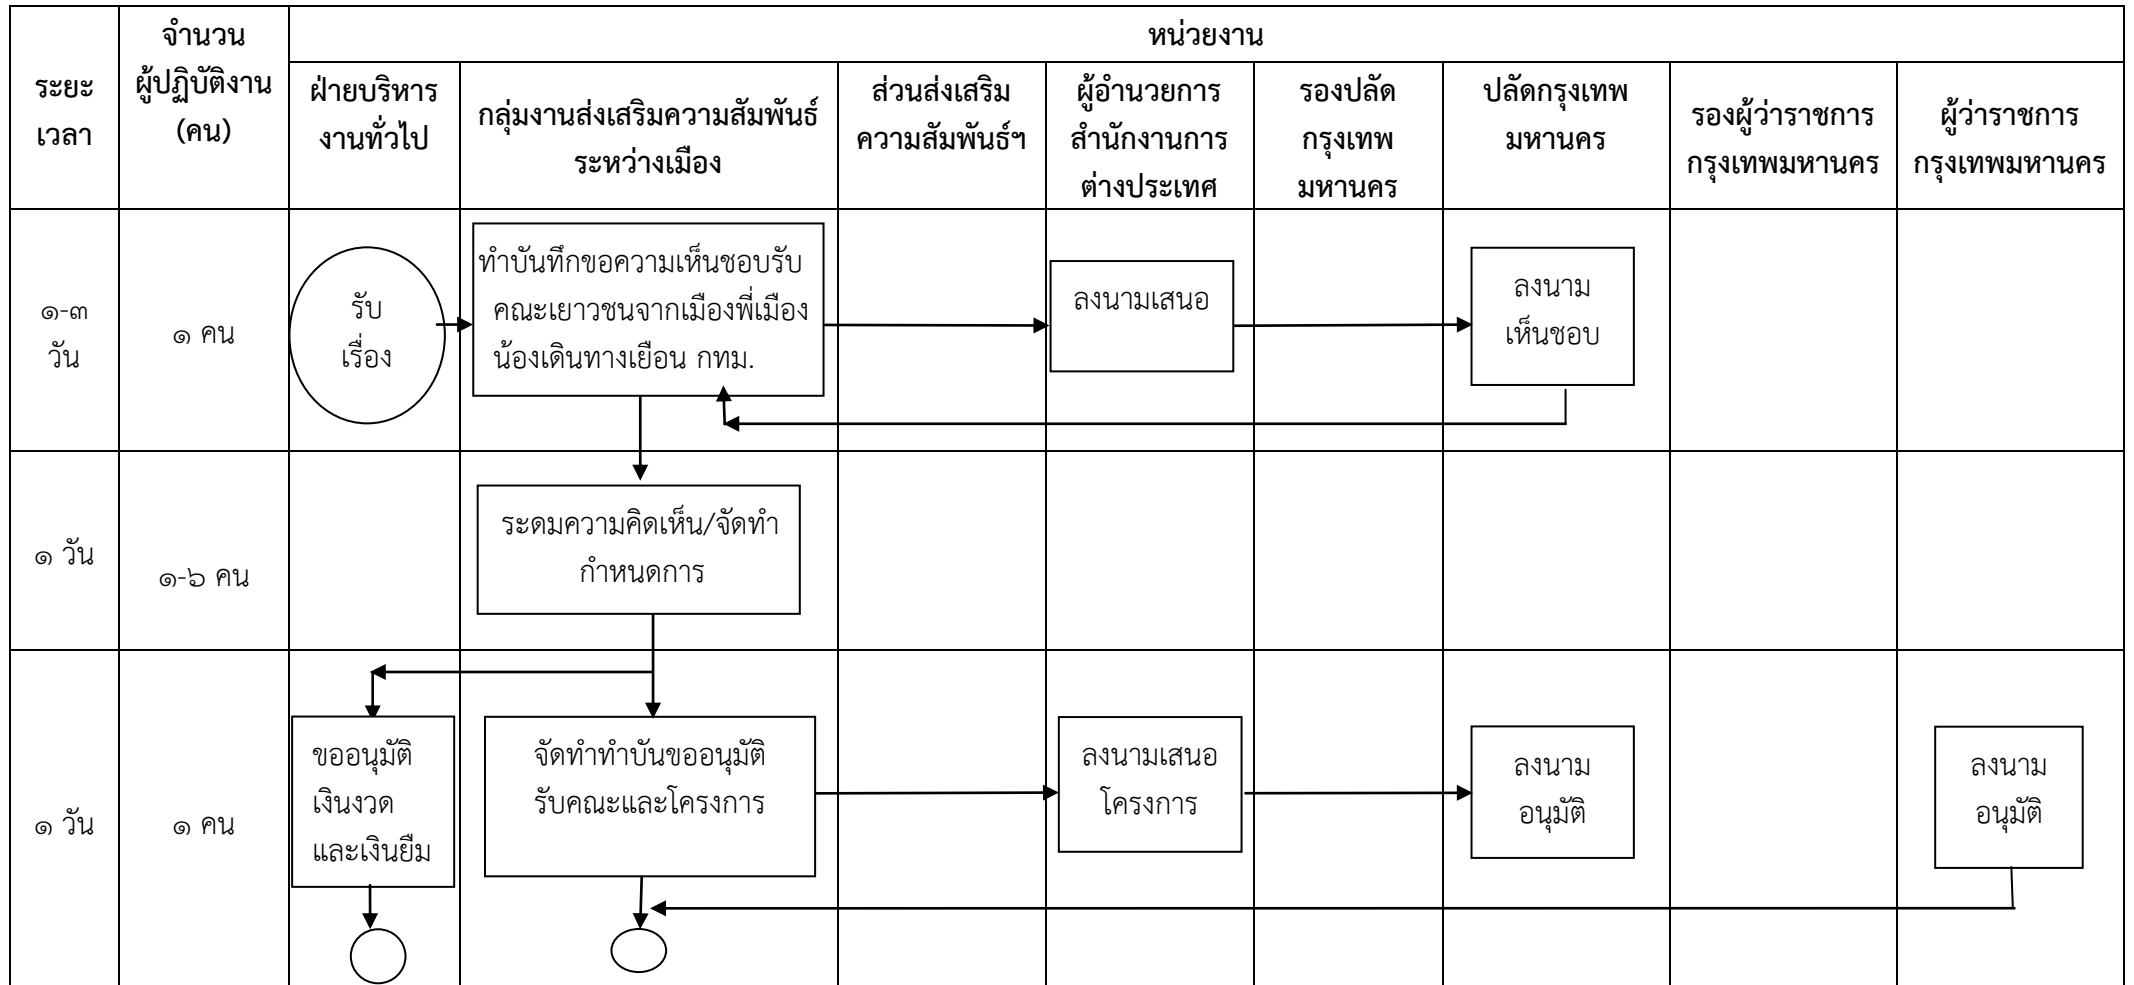 ระยะ
เวลา
จำนวน
ผู้ปฏิบัติงาน
(คน)
หน่วยงาน
ฝ่ายบริหาร
งานทั่วไป
กลุ่มงานส่งเสริมความสัมพันธ์
ระหว่างเมือง
ส่วนส่งเสริม
ความสัมพันธ์ฯ
ผู้อำนวยการ
สำนักงานการ
ต่างประเทศ
รองปลัด
กรุงเทพ
มหานคร
ปลัดกรุงเทพ
มหานคร
รองผู้ว่าราชการ
กรุงเทพมหานคร
ผู้ว่าราชการ
กรุงเทพมหานคร
๑-๓
วัน
๑ คน
รับ
เรื่อง
ทำบันทึกขอความเห็นชอบรับ
คณะเยาวชนจากเมืองพี่เมือง
น้องเดินทางเยือน กทม.
ลงนามเสนอ
ลงนาม
เห็นชอบ
๑ วัน
๑-๖ คน
ระดมความคิดเห็น/จัดทำ
กำหนดการ
๑ วัน
๑ คน
ขออนุมัติ
เงินงวด
และเงินยืม
จัดทำทำบันขออนุมัติ
รับคณะและโครงการ
ลงนามเสนอ
โครงการ
ลงนาม
อนุมัติ
ลงนาม
อนุมัติ